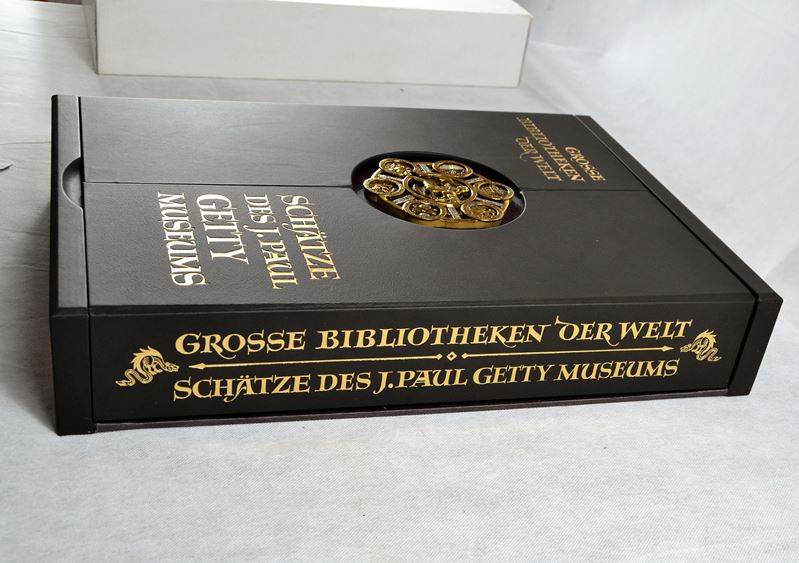 GROSSE
BIBLIOTHEKEN
DER WELT
SCHÄTZE
DES J. PAUL
GETTY
MUSEUMS
GROSSE BIBLIOTHEKEN DER WELT
SCHÄTZE DES J. PAUL GETTY MUSEUMS